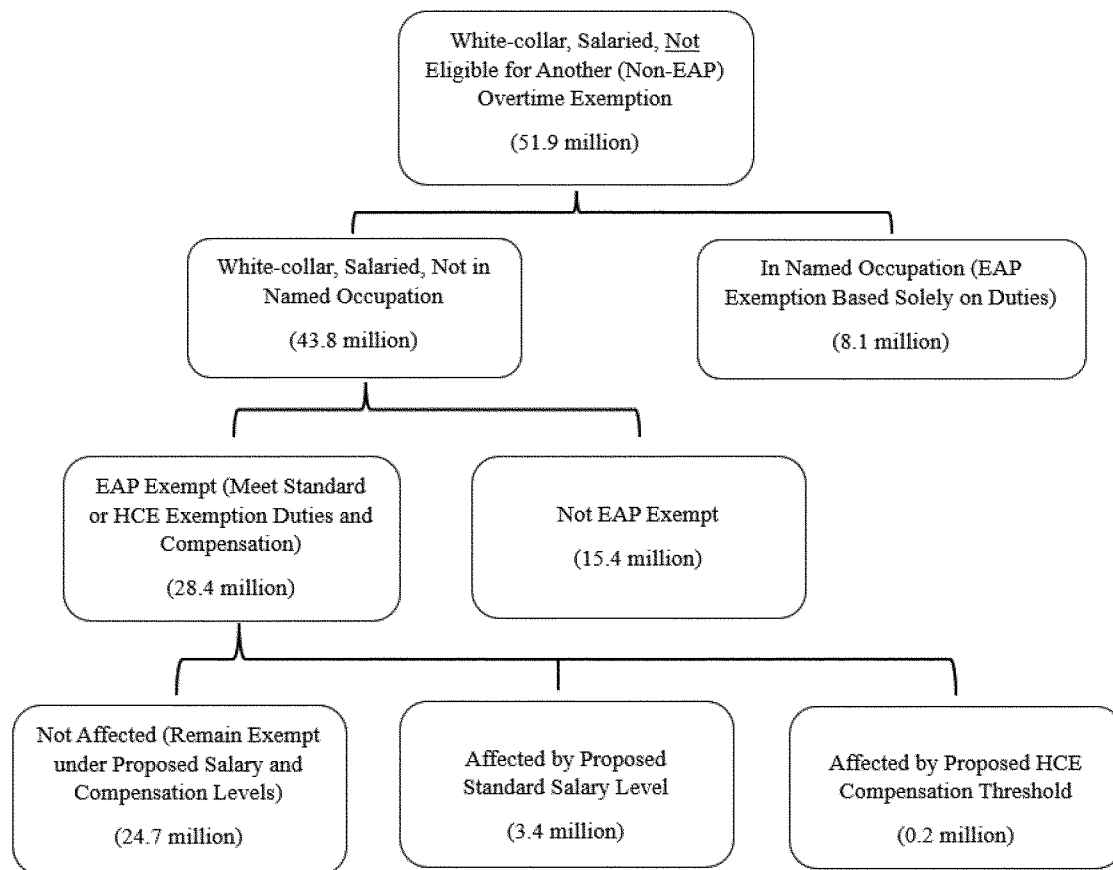 White-collar, Salaried, Not
Eligible for Another (Non-EAP)
Overtime Exemption
(51.9 million)
White-collar, Salaried, Not in
Named Occupation
(43.8 million)
In Named Occupation (EAP
Exemption Based Solely on Duties)
(8.1 million)
EAP Exempt (Meet Standard
or HCE Exemption Duties and
Compensation)
(28.4 million)
Not EAP Exempt
(15.4 million)
Not Affected (Remain Exempt
under Proposed Salary and
Compensation Levels)
(24.7 million)
Affected by Proposed
Standard Salary Level
(3.4 million)
Affected by Proposed HCE
Compensation Threshold
(0.2 million)